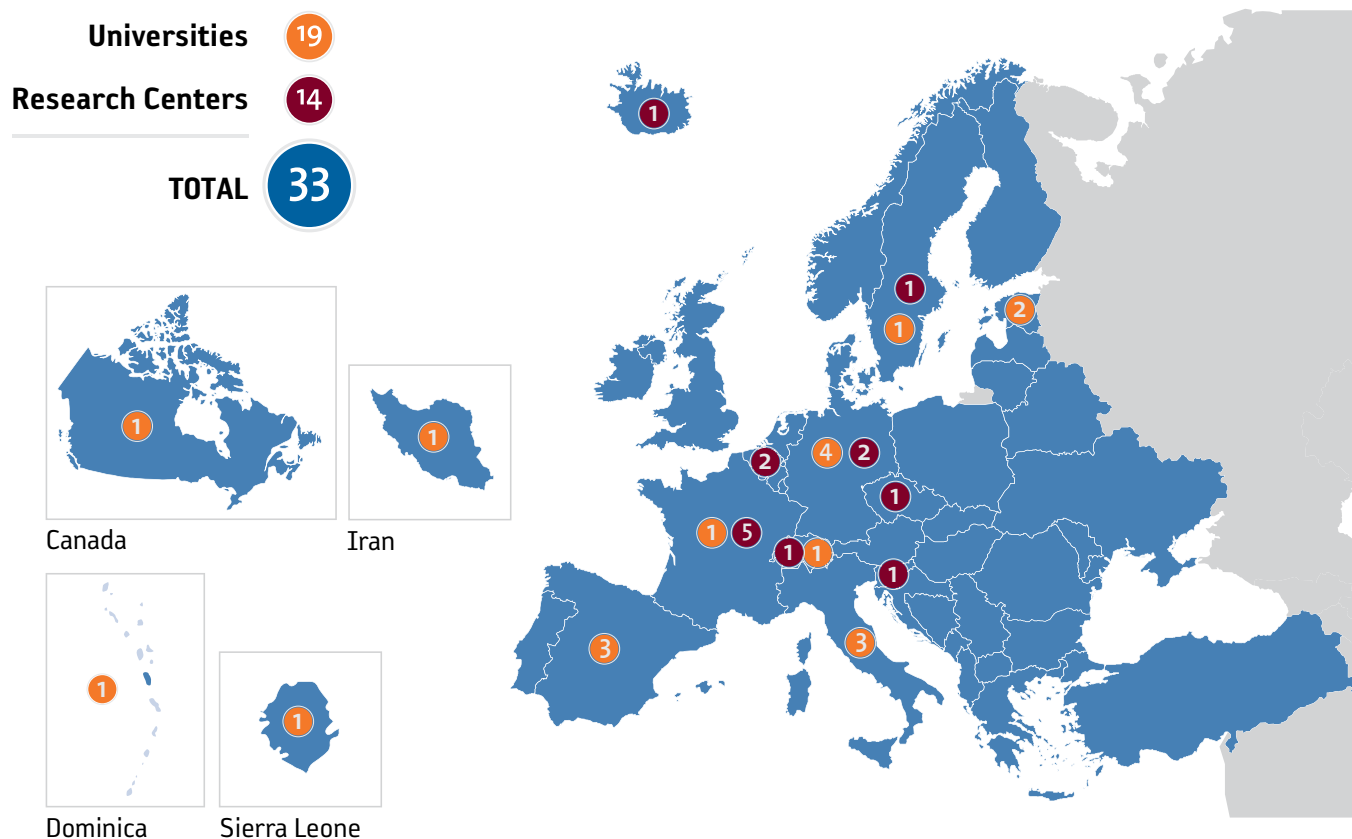 Universities 19
Research Centers 14
TOTAL 33
1
1
2
1
1
1
Canada
Iran
2
4
2
1
1
5
1
1
1
3
3
1
1
Dominica
Sierra Leone